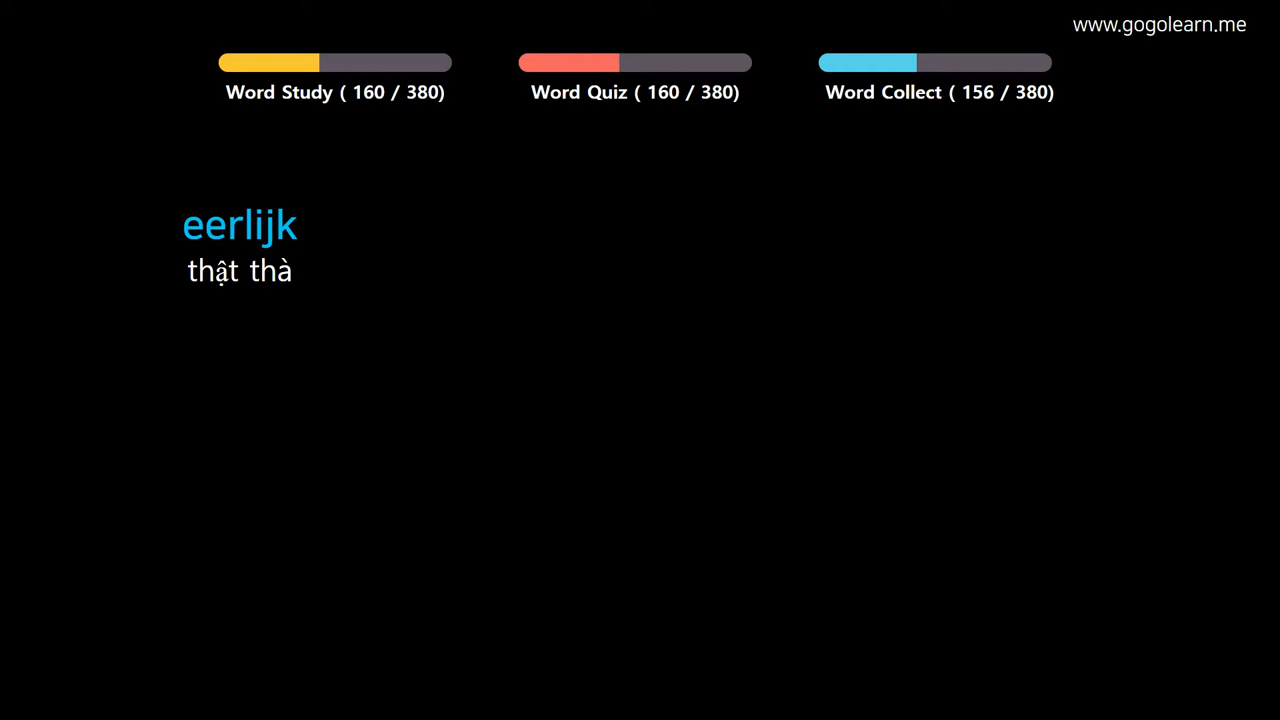 www.gogolearn.me
Word Study ( 160 / 380)
Word Quiz ( 160 / 380)
Word Collect ( 156 / 380)
eerlijk
thật thà